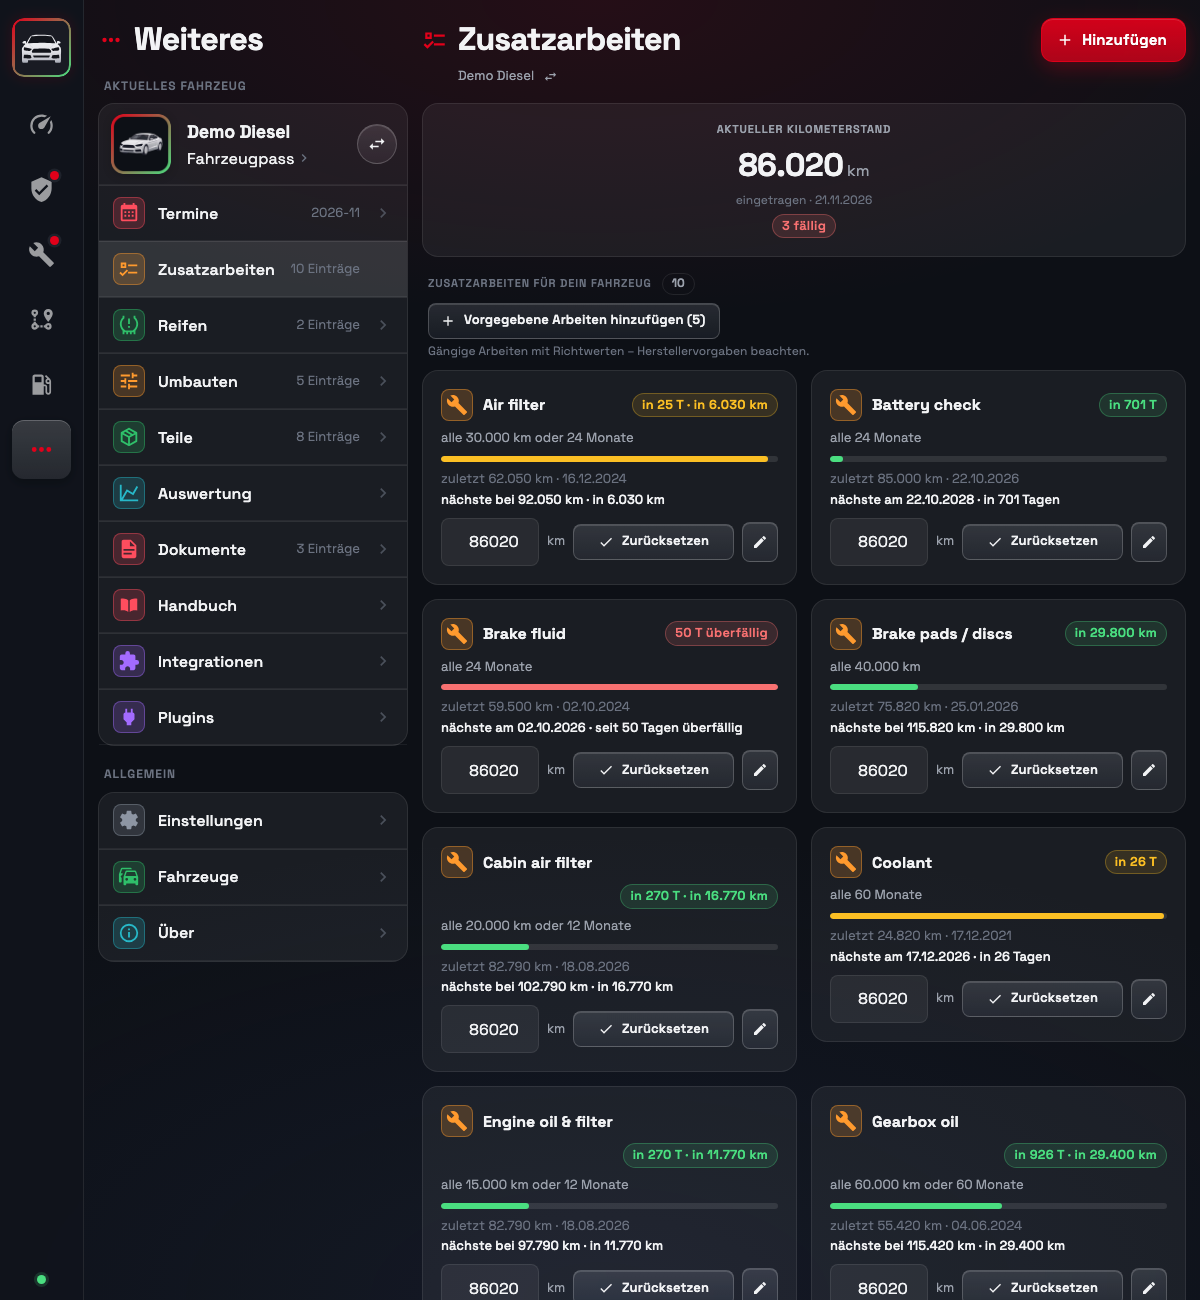 Weiteres
AKTUELLES FAHRZEUG
Demo Diesel
Fahrzeugpass
Termine 2026-11
Zusatzarbeiten 10 Einträge
Reifen 2 Einträge
Umbauten 5 Einträge
Teile 8 Einträge
Auswertung
Dokumente 3 Einträge
Handbuch
Integrationen
Plugins
ALLGEMEIN
Einstellungen
Fahrzeuge
Über
Zusatzarbeiten
Demo Diesel
+ Hinzufügen
AKTUELLER KILOMETERSTAND
86.020 km
eingetragen · 21.11.2026
3 fällig
ZUSATZARBEITEN FÜR DEIN FAHRZEUG 10
+ Vorgegebene Arbeiten hinzufügen (5)
Gängige Arbeiten mit Richtwerten – Herstellervorgaben beachten.
Air filter in 25 T · in 6.030 km
alle 30.000 km oder 24 Monate
zuletzt 62.050 km · 16.12.2024
nächste bei 92.050 km · in 6.030 km
86020 km Zurücksetzen
Battery check in 701 T
alle 24 Monate
zuletzt 85.000 km · 22.10.2026
nächste am 22.10.2028 · in 701 Tagen
86020 km Zurücksetzen
Brake fluid 50 T überfällig
alle 24 Monate
zuletzt 59.500 km · 02.10.2024
nächste am 02.10.2026 · seit 50 Tagen überfällig
86020 km Zurücksetzen
Brake pads / discs in 29.800 km
alle 40.000 km
zuletzt 75.820 km · 25.01.2026
nächste bei 115.820 km · in 29.800 km
86020 km Zurücksetzen
Cabin air filter
in 270 T · in 16.770 km
alle 20.000 km oder 12 Monate
zuletzt 82.790 km · 18.08.2026
nächste bei 102.790 km · in 16.770 km
86020 km Zurücksetzen
Coolant in 26 T
alle 60 Monate
zuletzt 24.820 km · 17.12.2021
nächste am 17.12.2026 · in 26 Tagen
86020 km Zurücksetzen
Engine oil & filter
in 270 T · in 11.770 km
alle 15.000 km oder 12 Monate
zuletzt 82.790 km · 18.08.2026
nächste bei 97.790 km · in 11.770 km
86020 km Zurücksetzen
Gearbox oil
in 926 T · in 29.400 km
alle 60.000 km oder 60 Monate
zuletzt 55.420 km · 04.06.2024
nächste bei 115.420 km · in 29.400 km
86020 km Zurücksetzen